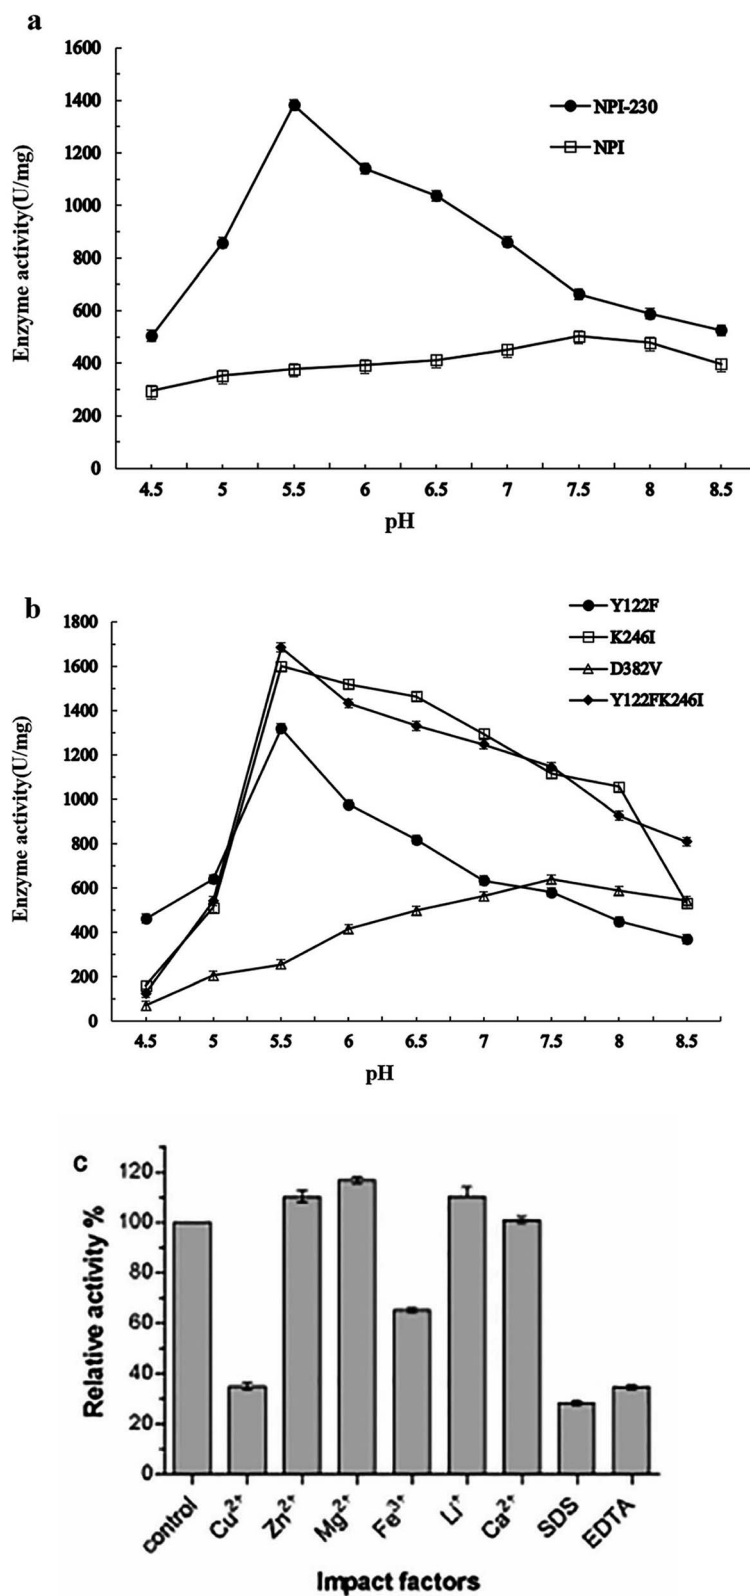 a
1600
1400
1200
1000
800
600
400
200
0
Enzyme activity(U/mg)
NPI-230
NPI
4.5 5 5.5 6 6.5 7 7.5 8 8.5
pH
b
1800
1600
1400
1200
1000
800
600
400
200
0
Enzyme activity(U/mg)
Y122F
K246I
D382V
Y122FK246I
4.5 5 5.5 6 6.5 7 7.5 8 8.5
pH
c
120
100
80
60
40
20
0
Relative activity %
control Cu²⁺ Zn²⁺ Mg²⁺ Fe³⁺ Li⁺ Ca²⁺ SDS EDTA
Impact factors